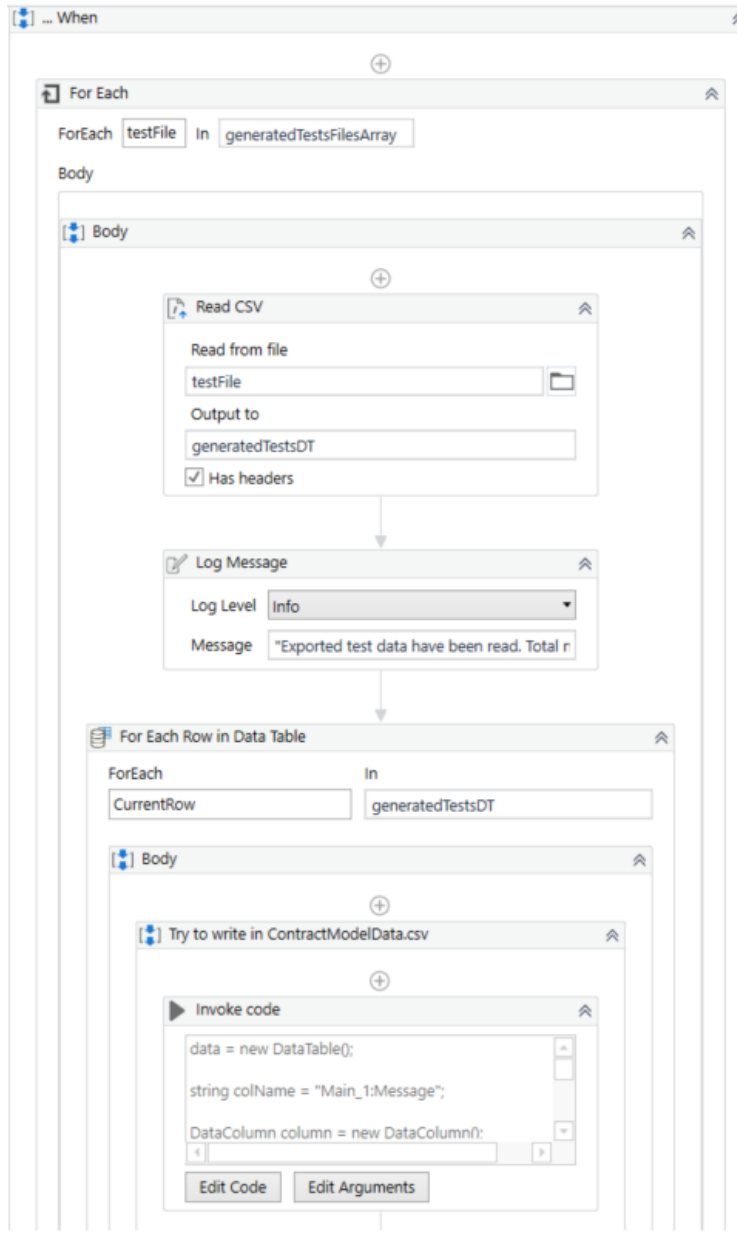 ... When
For Each
ForEach testFile In generatedTestsFilesArray
Body
Body
Read CSV
Read from file
testFile
Output to
generatedTestsDT
Has headers
Log Message
Log Level Info
Message "Exported test data have been read. Total n
For Each Row in Data Table
ForEach In
CurrentRow generatedTestsDT
Body
Try to write in ContractModelData.csv
Invoke code
data = new DataTable();
string colName = "Main_1:Message";
DataColumn column = new DataColumn();
Edit Code Edit Arguments